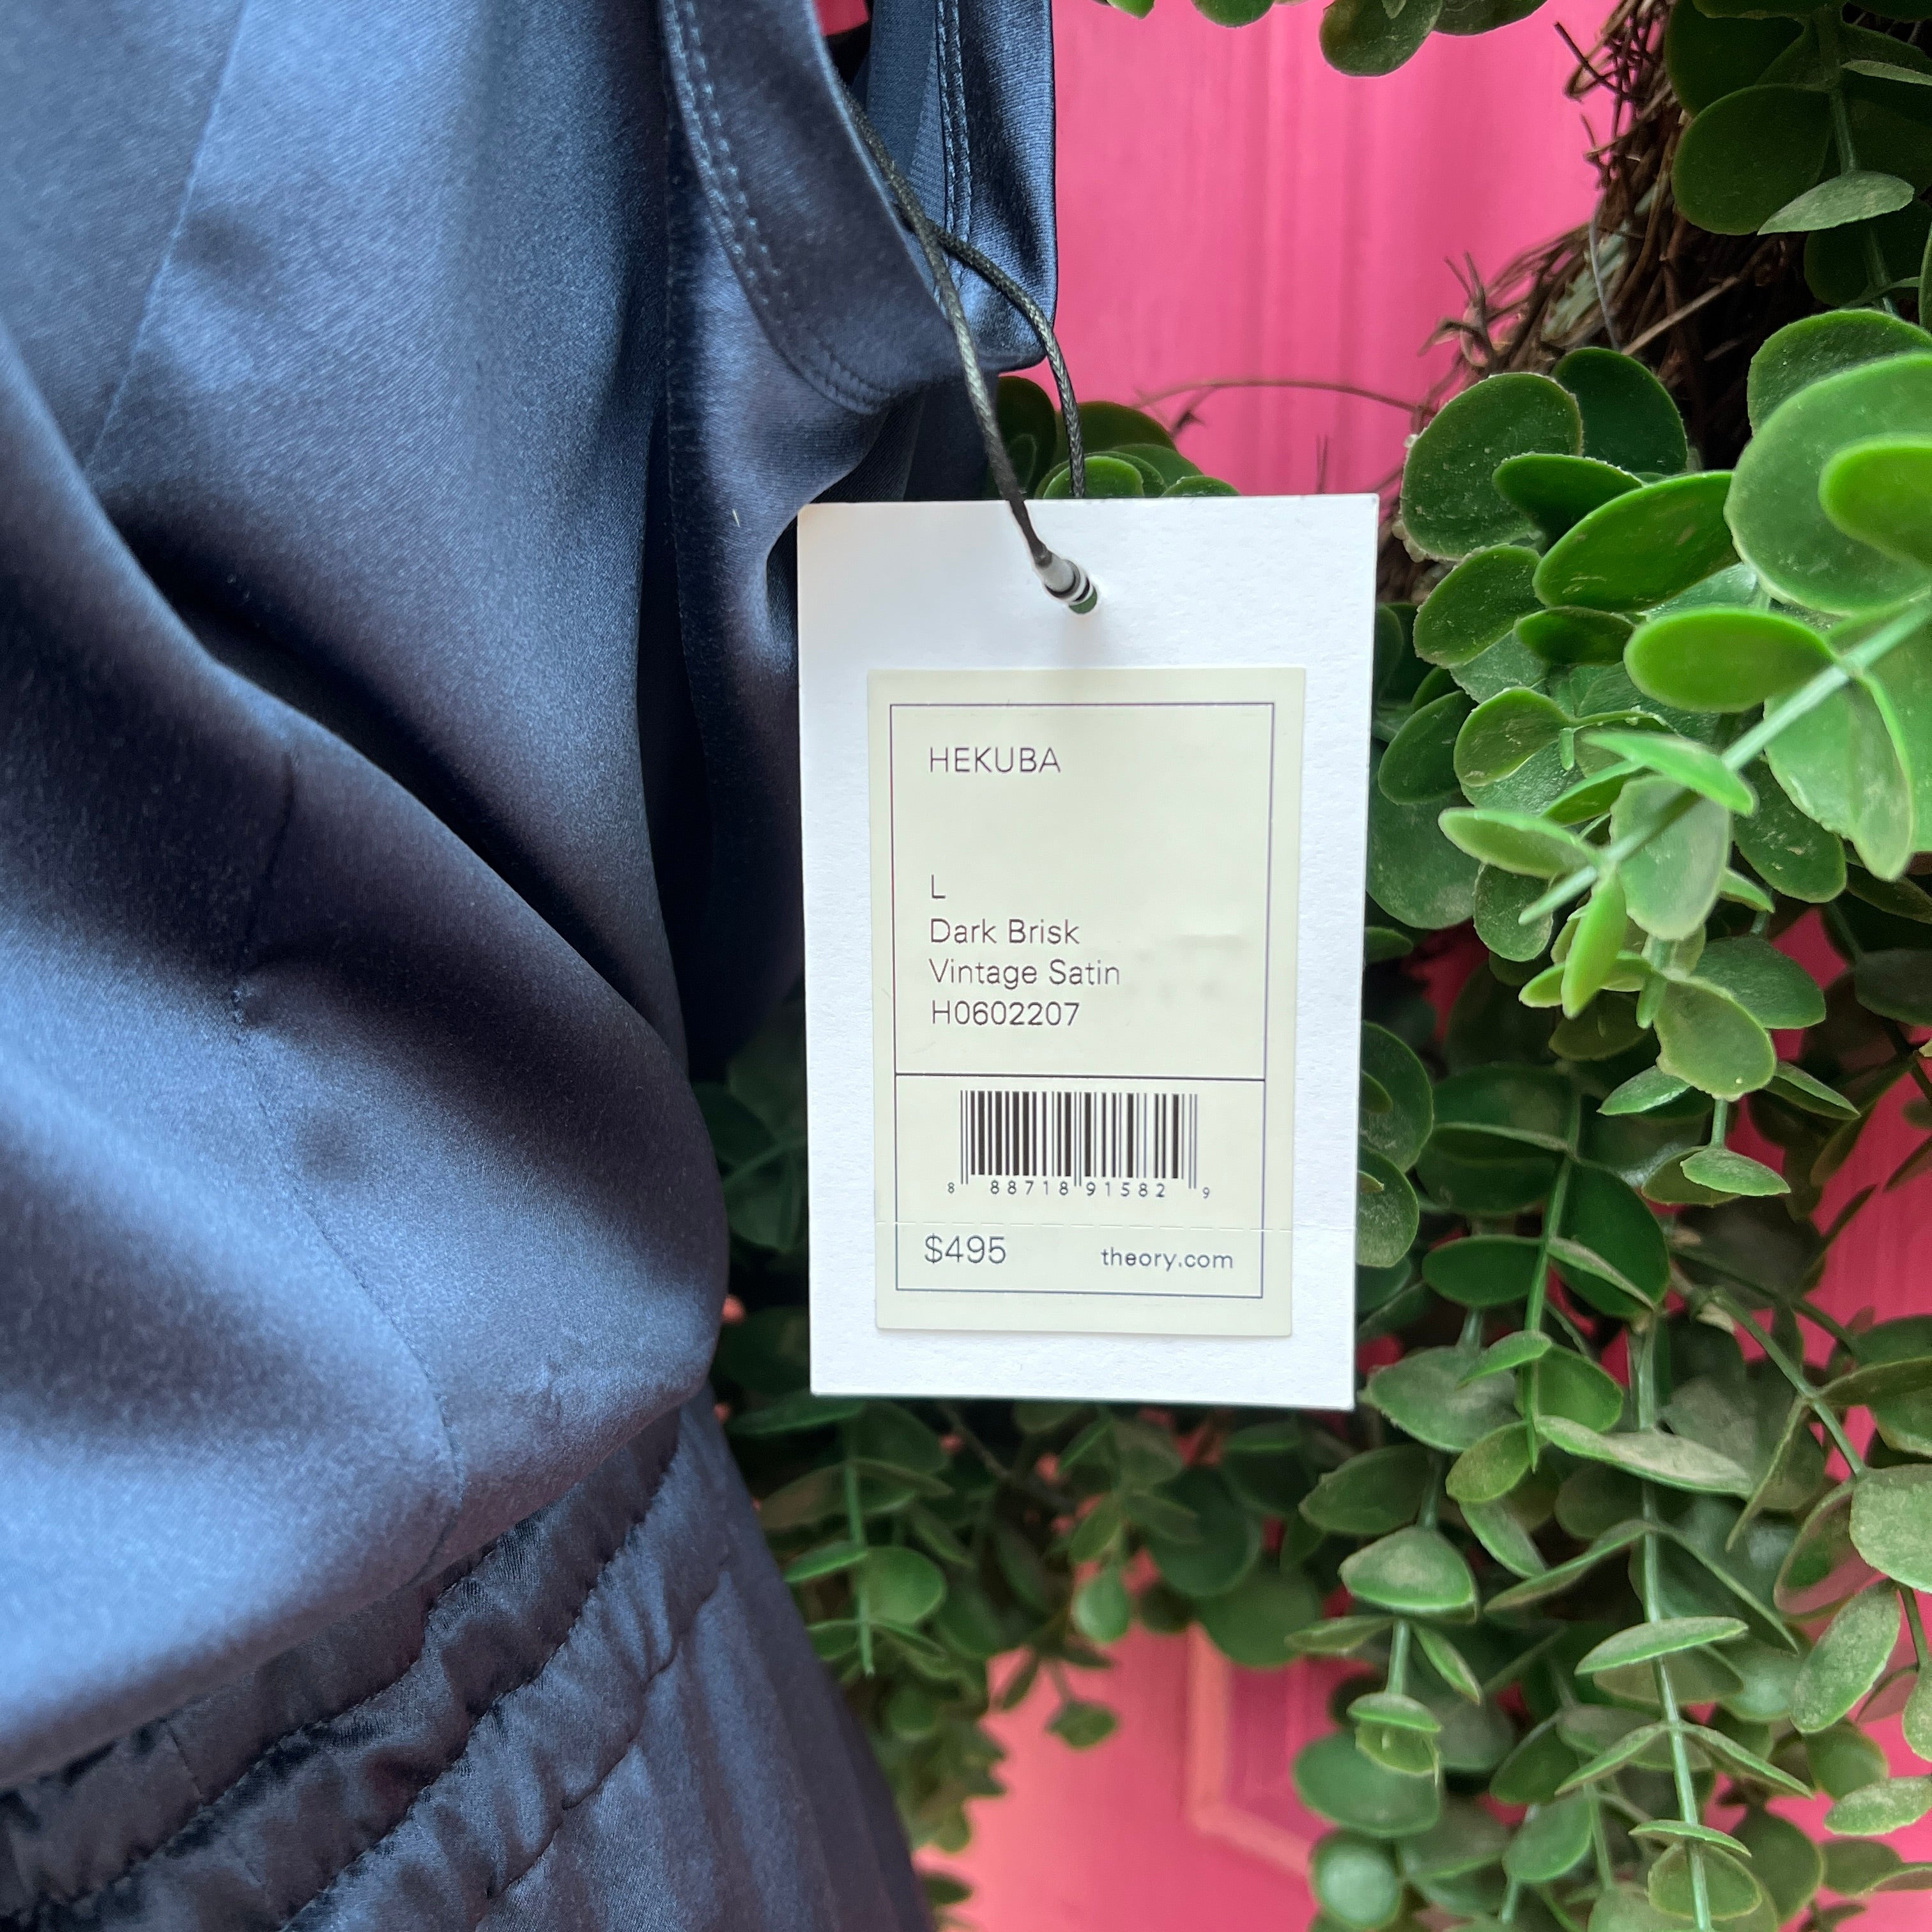 HEKUBA
L
Dark Brisk
Vintage Satin
H0602207
8 88718 91582 9
$495 theory.com